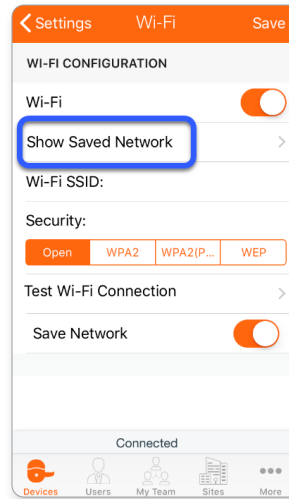 Settings Wi-Fi Save
WI-FI CONFIGURATION
Wi-Fi
Show Saved Network
Wi-Fi SSID:
Security:
Open WPA2 WPA2(P... WEP
Test Wi-Fi Connection
Save Network
Connected
Devices Users My Team Sites More